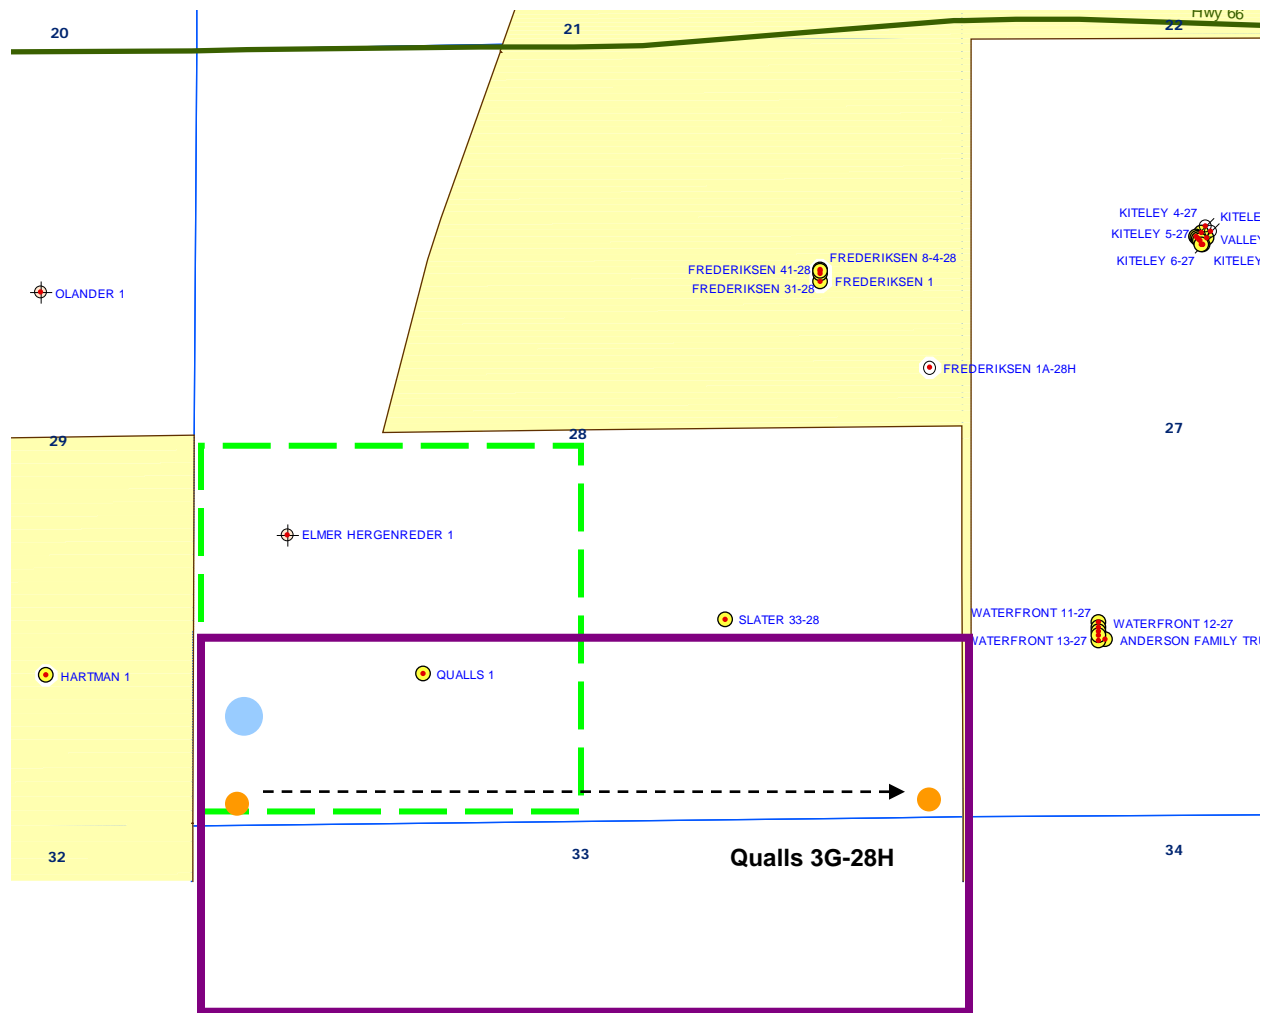 Hwy 66
20
21
22
KITELEY 4-27
KITELE
KITELEY 5-27
VALLEY
KITELEY 6-27
KITELEY
FREDERIKSEN 8-4-28
FREDERIKSEN 41-28
FREDERIKSEN 1
FREDERIKSEN 31-28
OLANDER 1
FREDERIKSEN 1A-28H
29
28
27
ELMER HERGENREDER 1
WATERFRONT 11-27
SLATER 33-28
WATERFRONT 12-27
WATERFRONT 13-27
ANDERSON FAMILY TRU
HARTMAN 1
QUALLS 1
32
33
Qualls 3G-28H
34